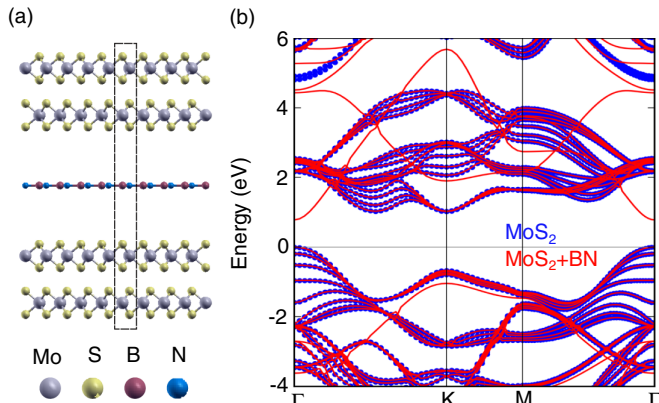 (a)
Mo S B N
(b)
Energy (eV)
6
4
2
0
-2
-4
MoS₂
MoS₂+BN
Γ K M Γ